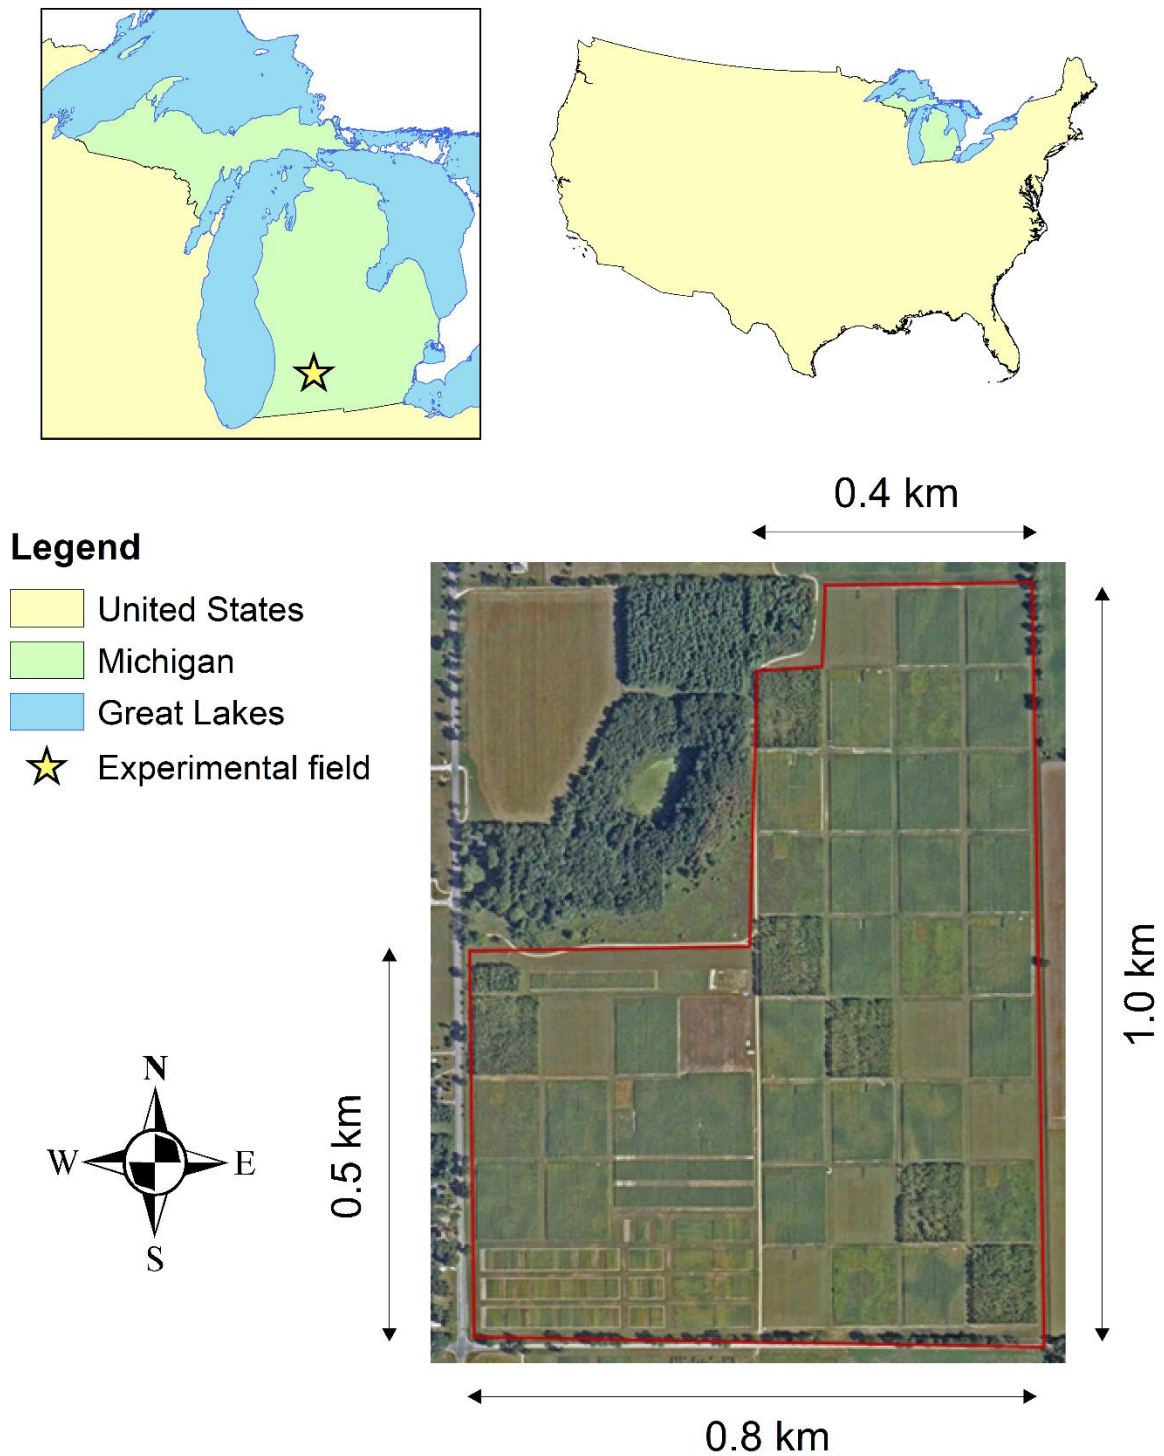 0.4 km
Legend
United States
Michigan
Great Lakes
Experimental field
1.0 km
0.5 km
N
W
E
S
0.8 km